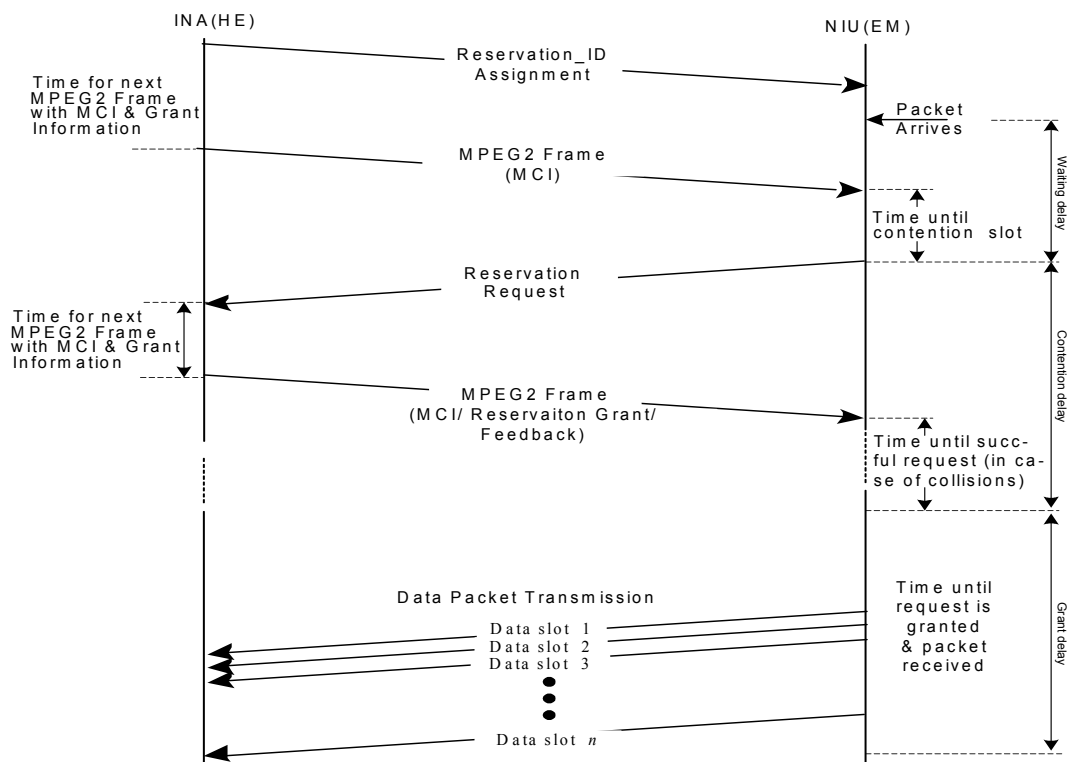 INA(HE)
NIU(EM)
Reservation_ID
Assignment
Time for next
MPEG2 Frame
with MCI & Grant
Information
Packet
Arrives
MPEG2 Frame
(MCI)
Waiting delay
Time until
contention slot
Reservation
Request
Time for next
MPEG2 Frame
with MCI & Grant
Information
Contention delay
MPEG2 Frame
(MCI/ Reservaiton Grant/
Feedback)
Time until succ-
ful request (in ca-
se of collisions)
Data Packet Transmission
Time until
request is
granted
& packet
received
Grant delay
Data slot 1
Data slot 2
Data slot 3
Data slot n